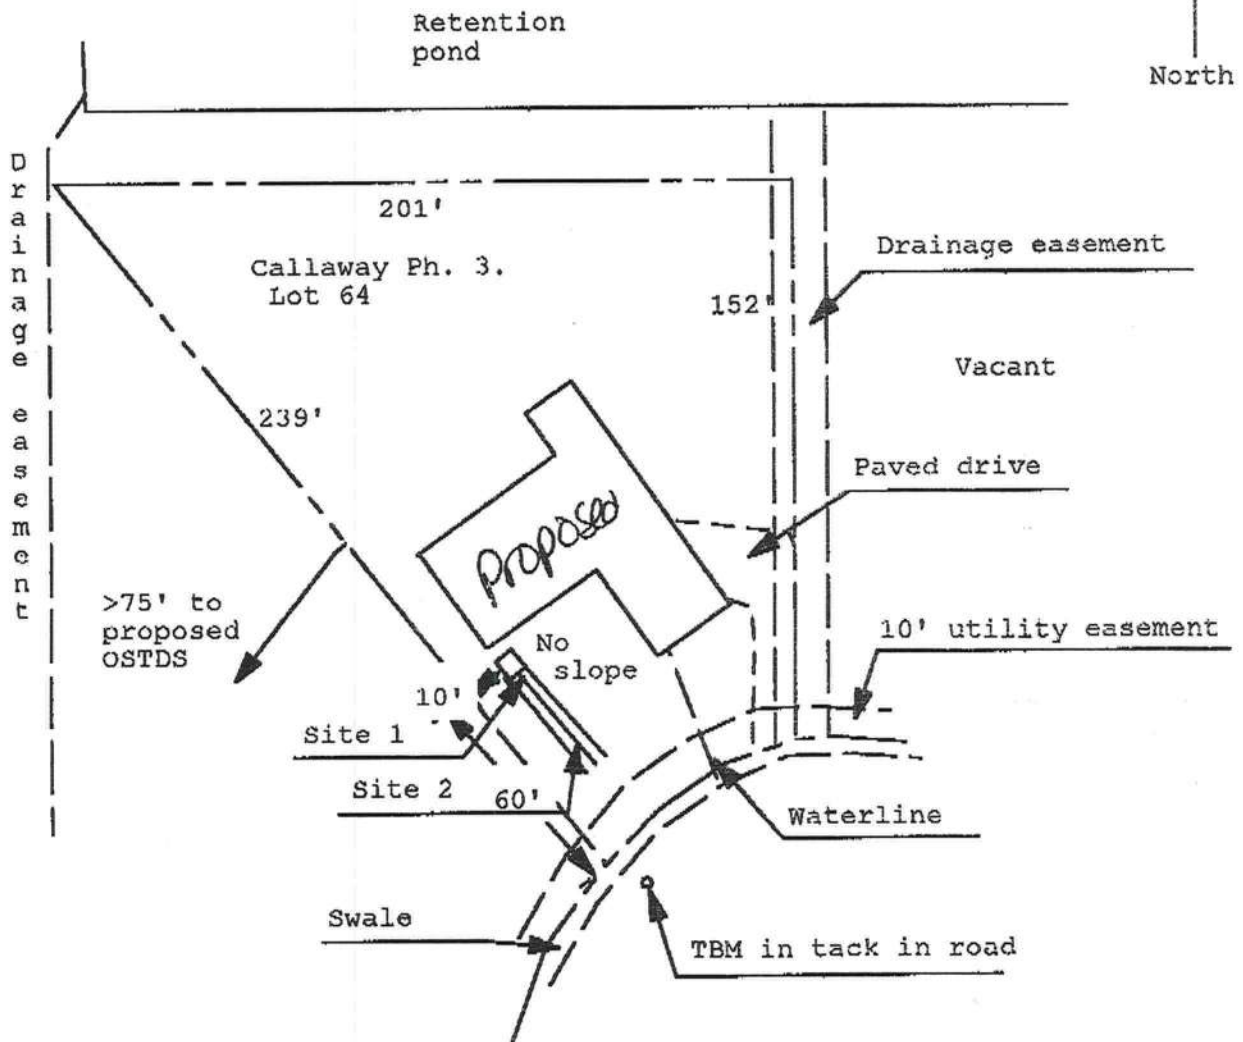 Retention
pond
North
Drainage easement
201'
Callaway Ph. 3.
Lot 64
Drainage easement
152'
Vacant
239'
Paved drive
Proposed
>75' to
proposed
OSTDS
10' utility easement
No
slope
10'
Site 1
Site 2
60'
Waterline
Swale
TBM in tack in road